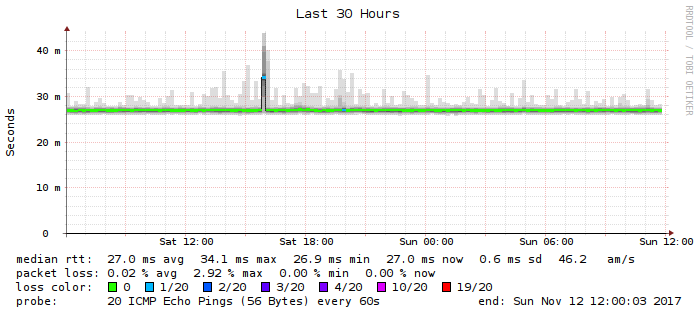 Last 30 Hours
RRDTOOL / TOBI OETIKER
Seconds
40 m
30 m
20 m
10 m
0
Sat 12:00 Sat 18:00 Sun 00:00 Sun 06:00 Sun 12:00
median rtt: 27.0 ms avg 34.1 ms max 26.9 ms min 27.0 ms now 0.6 ms sd 46.2 am/s
packet loss: 0.02 % avg 2.92 % max 0.00 % min 0.00 % now
loss color: 0 1/20 2/20 3/20 4/20 10/20 19/20
probe: 20 ICMP Echo Pings (56 Bytes) every 60s end: Sun Nov 12 12:00:03 2017